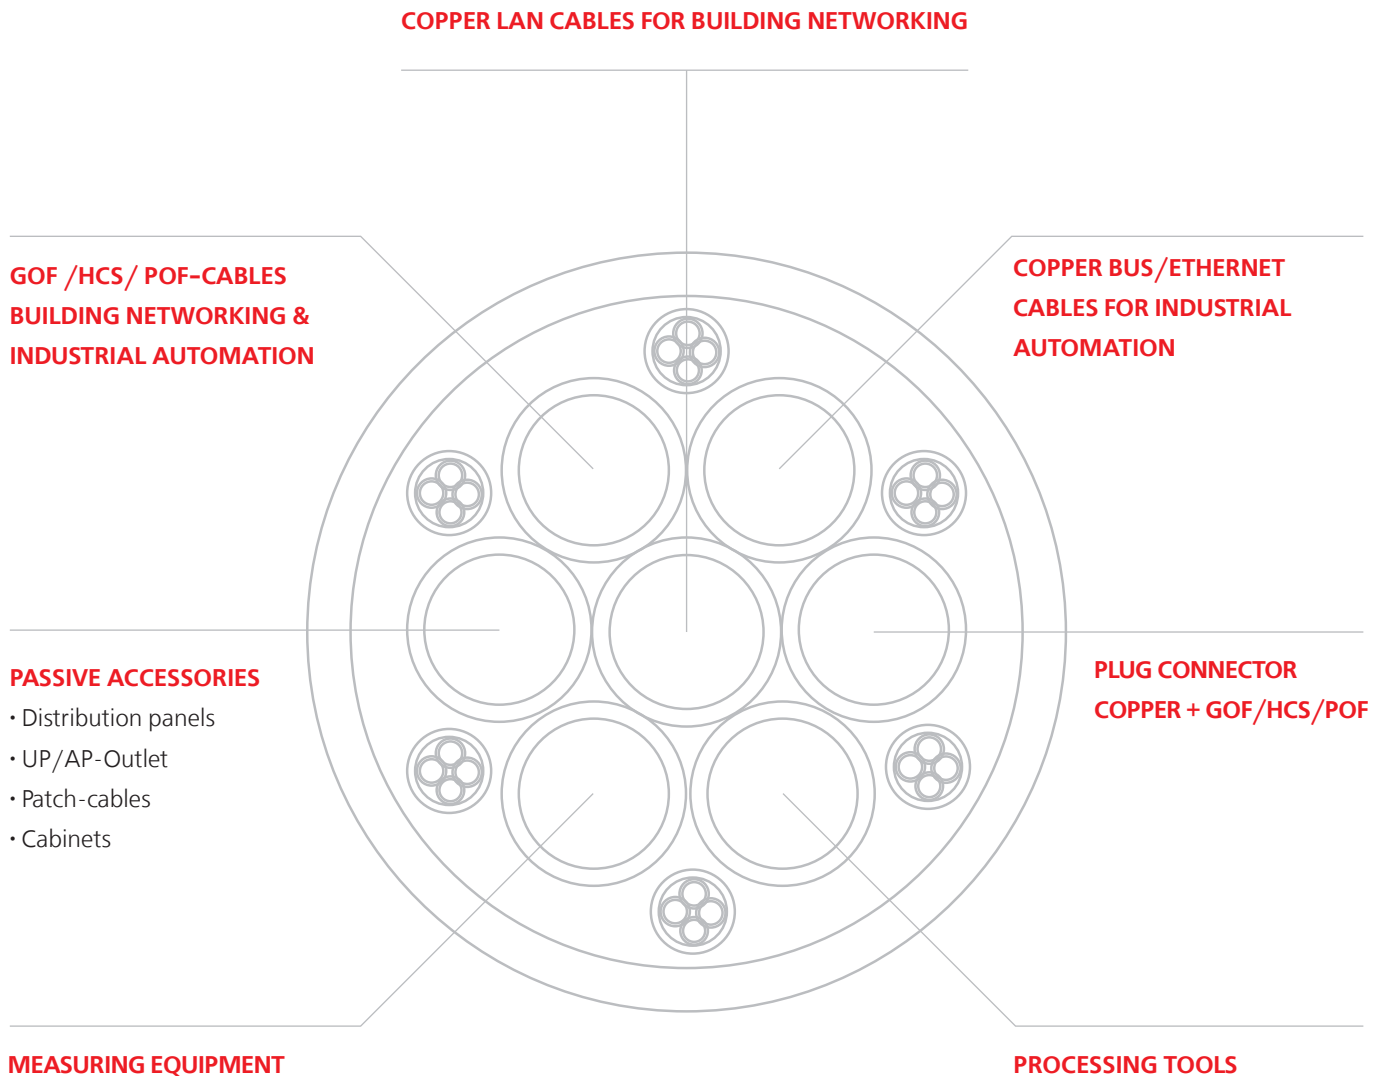 COPPER LAN CABLES FOR BUILDING NETWORKING
GOF /HCS/ POF-CABLES
BUILDING NETWORKING &
INDUSTRIAL AUTOMATION
COPPER BUS/ETHERNET
CABLES FOR INDUSTRIAL
AUTOMATION
PASSIVE ACCESSORIES
• Distribution panels
• UP/AP-Outlet
• Patch-cables
• Cabinets
PLUG CONNECTOR
COPPER + GOF/HCS/POF
MEASURING EQUIPMENT
PROCESSING TOOLS